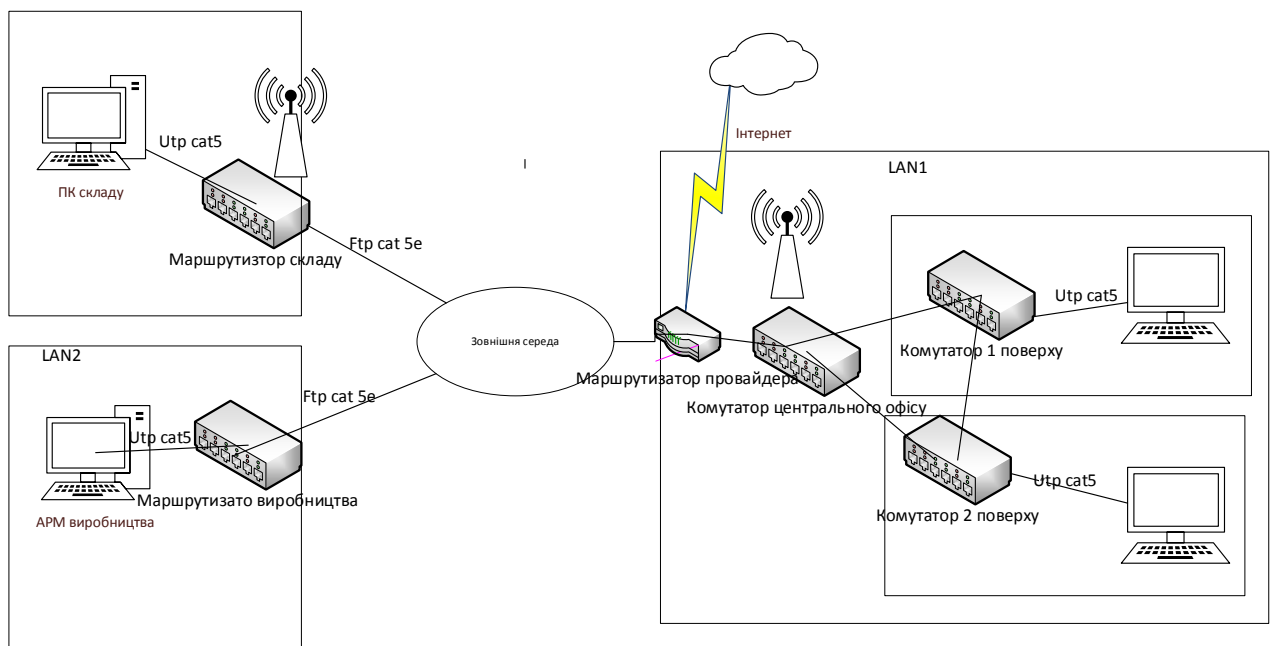 Utp cat5
ПК складу
Маршрутизтор складу
Ftp cat 5e
І
Інтернет
LAN1
Utp cat5
Комутатор 1 поверху
Зовнішня середа
Маршрутизатор провайдера
Комутатор центрального офісу
LAN2
Ftp cat 5e
Utp cat5
Маршрутизато виробництва
АРМ виробництва
Utp cat5
Комутатор 2 поверху